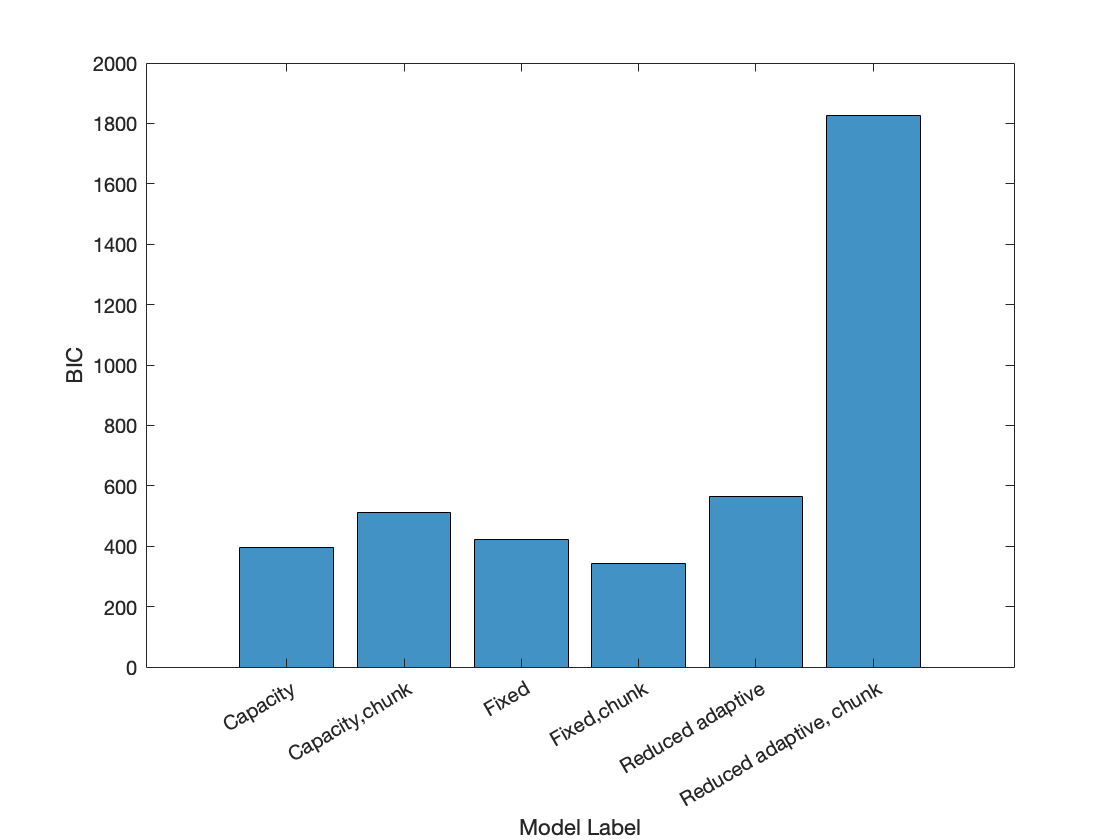 2000
1800
1600
1400
1200
1000
800
600
400
200
0
BIC
Capacity
Capacity,chunk
Fixed
Fixed,chunk
Reduced adaptive
Reduced adaptive, chunk
Model Label